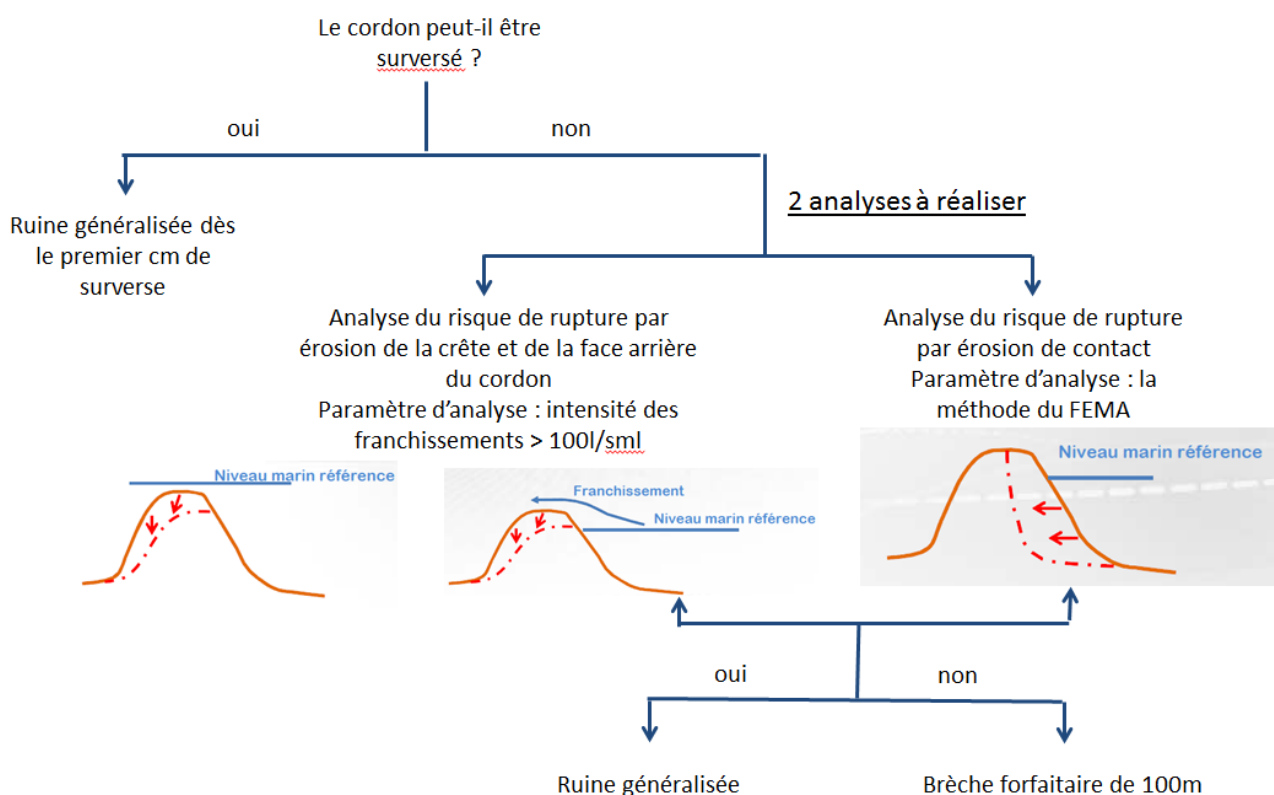 Le cordon peut-il être
surversé ?
oui
non
2 analyses à réaliser
Ruine généralisée dès
le premier cm de
surverse
Analyse du risque de rupture par
érosion de la crête et de la face arrière
du cordon
Paramètre d'analyse : intensité des
franchissements > 100l/sml
Analyse du risque de rupture
par érosion de contact
Paramètre d'analyse : la
méthode du FEMA
Niveau marin référence
Franchissement
Niveau marin référence
Niveau marin référence
oui
non
Ruine généralisée
Brèche forfaitaire de 100m